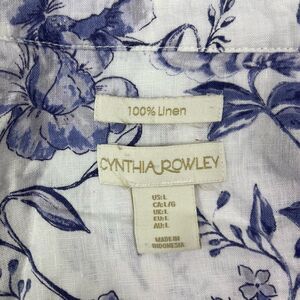 100% Linen
CYNTHIA ROWLEY
US:L
CA:L/G
UK:L
EU:L
AU:L
MADE IN
INDONESIA